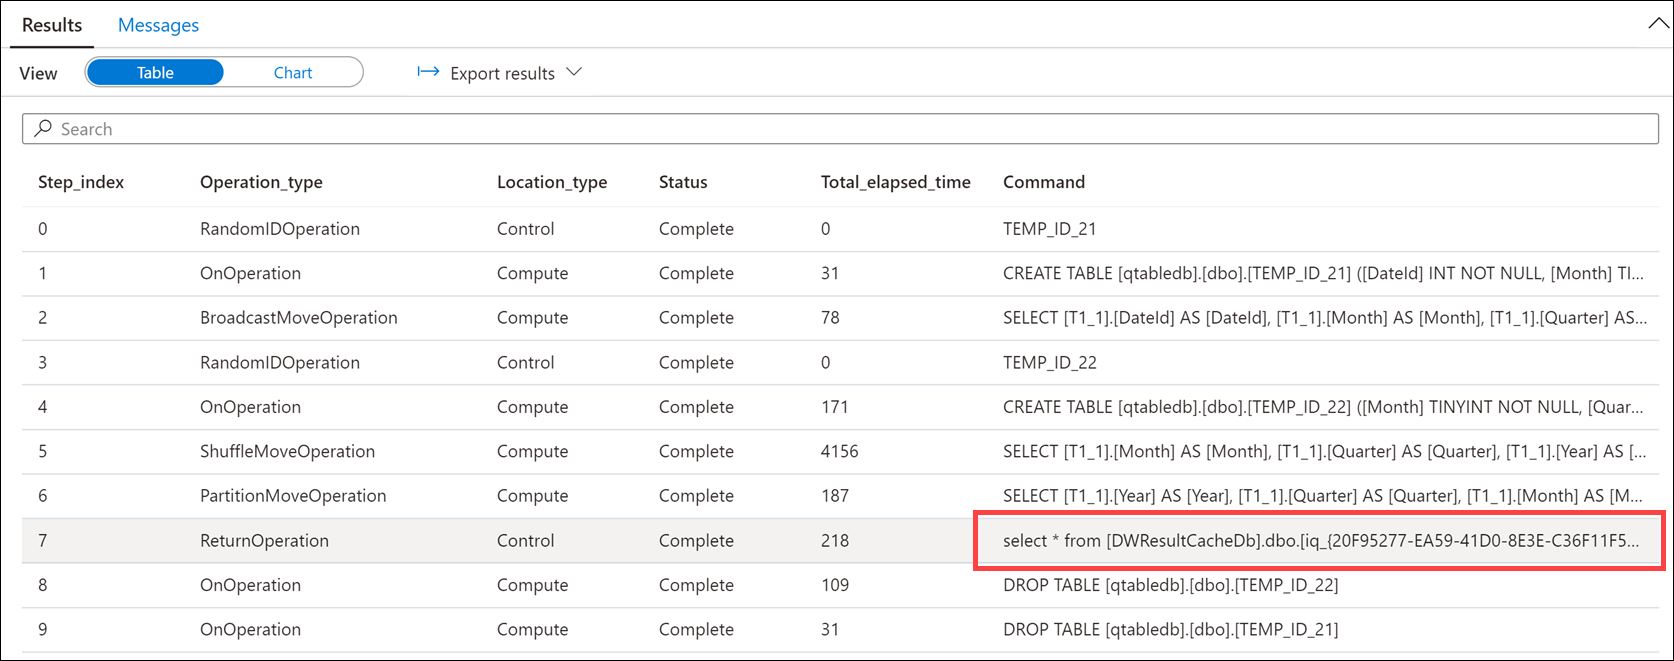 Results Messages
View Table Chart Export results
Search
Step_index Operation_type Location_type Status Total_elapsed_time Command
0 RandomIDOperation Control Complete 0 TEMP_ID_21
1 OnOperation Compute Complete 31 CREATE TABLE [qtabledb].[dbo].[TEMP_ID_21] ([DateId] INT NOT NULL, [Month] TI...
2 BroadcastMoveOperation Compute Complete 78 SELECT [T1_1].[DateId] AS [DateId], [T1_1].[Month] AS [Month], [T1_1].[Quarter] AS...
3 RandomIDOperation Control Complete 0 TEMP_ID_22
4 OnOperation Compute Complete 171 CREATE TABLE [qtabledb].[dbo].[TEMP_ID_22] ([Month] TINYINT NOT NULL, [Quar...
5 ShuffleMoveOperation Compute Complete 4156 SELECT [T1_1].[Month] AS [Month], [T1_1].[Quarter] AS [Quarter], [T1_1].[Year] AS [...
6 PartitionMoveOperation Compute Complete 187 SELECT [T1_1].[Year] AS [Year], [T1_1].[Quarter] AS [Quarter], [T1_1].[Month] AS [M...
7 ReturnOperation Control Complete 218 select * from [DWResultCacheDb].dbo.[iq_{20F95277-EA59-41D0-8E3E-C36F11F5...
8 OnOperation Compute Complete 109 DROP TABLE [qtabledb].[dbo].[TEMP_ID_22]
9 OnOperation Compute Complete 31 DROP TABLE [qtabledb].[dbo].[TEMP_ID_21]